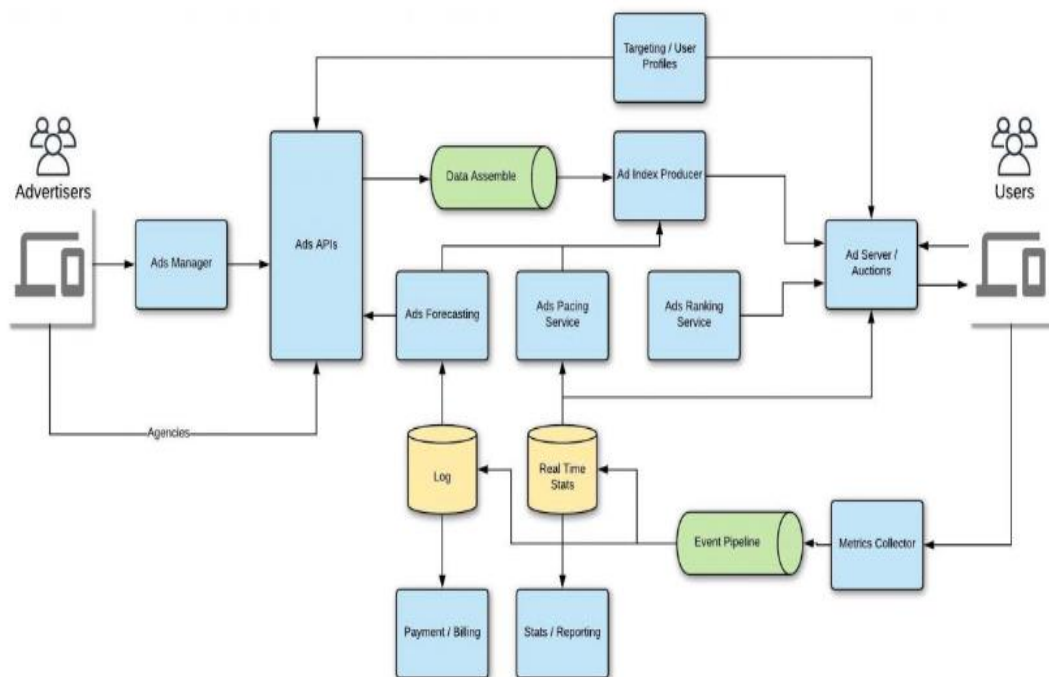 Targeting / User
Profiles
Advertisers
Users
Data Assemble
Ad Index Producer
Ads Manager
Ads APIs
Ad Server /
Auctions
Ads Forecasting
Ads Pacing
Service
Ads Ranking
Service
Agencies
Log
Real Time
Stats
Event Pipeline
Metrics Collector
Payment / Billing
Stats / Reporting